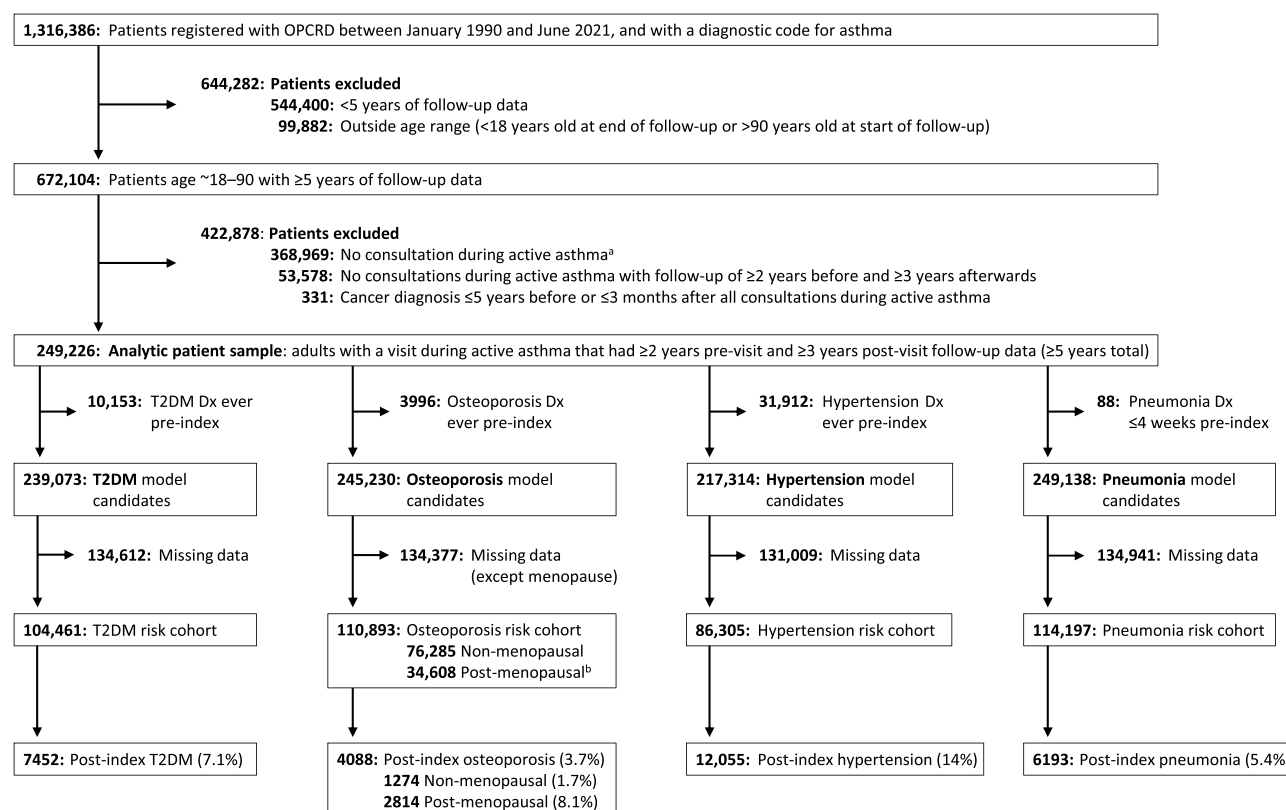 1,316,386: Patients registered with OPCRD between January 1990 and June 2021, and with a diagnostic code for asthma
644,282: Patients excluded
544,400: <5 years of follow-up data
99,882: Outside age range (<18 years old at end of follow-up or >90 years old at start of follow-up)
672,104: Patients age ~18–90 with ≥5 years of follow-up data
422,878: Patients excluded
368,969: No consultation during active asthmaᵃ
53,578: No consultations during active asthma with follow-up of ≥2 years before and ≥3 years afterwards
331: Cancer diagnosis ≤5 years before or ≤3 months after all consultations during active asthma
249,226: Analytic patient sample: adults with a visit during active asthma that had ≥2 years pre-visit and ≥3 years post-visit follow-up data (≥5 years total)
10,153: T2DM Dx ever
pre-index
3996: Osteoporosis Dx
ever pre-index
31,912: Hypertension Dx
ever pre-index
88: Pneumonia Dx
≤4 weeks pre-index
239,073: T2DM model
candidates
245,230: Osteoporosis model
candidates
217,314: Hypertension model
candidates
249,138: Pneumonia model
candidates
134,612: Missing data
134,377: Missing data
(except menopause)
131,009: Missing data
134,941: Missing data
104,461: T2DM risk cohort
110,893: Osteoporosis risk cohort
76,285 Non-menopausal
34,608 Post-menopausalᵇ
86,305: Hypertension risk cohort
114,197: Pneumonia risk cohort
7452: Post-index T2DM (7.1%)
4088: Post-index osteoporosis (3.7%)
1274 Non-menopausal (1.7%)
2814 Post-menopausal (8.1%)
12,055: Post-index hypertension (14%)
6193: Post-index pneumonia (5.4%